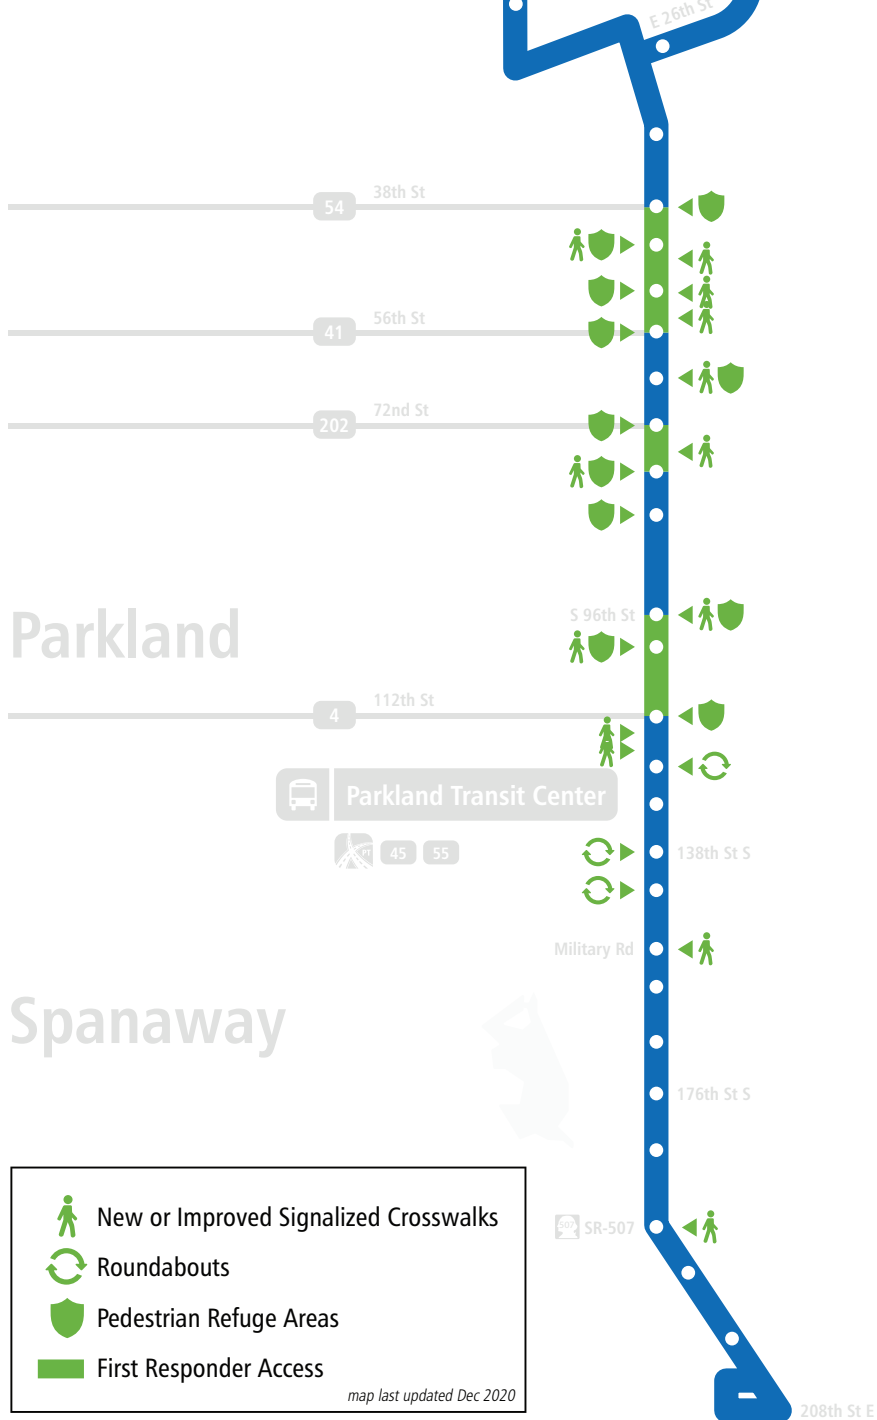 E 26th St
38th St
54
56th St
41
72nd St
202
S 96th St
Parkland
112th St
4
Parkland Transit Center
PT
45
55
138th St S
Military Rd
Spanaway
176th St S
507
SR-507
New or Improved Signalized Crosswalks
Roundabouts
Pedestrian Refuge Areas
First Responder Access
map last updated Dec 2020
208th St E